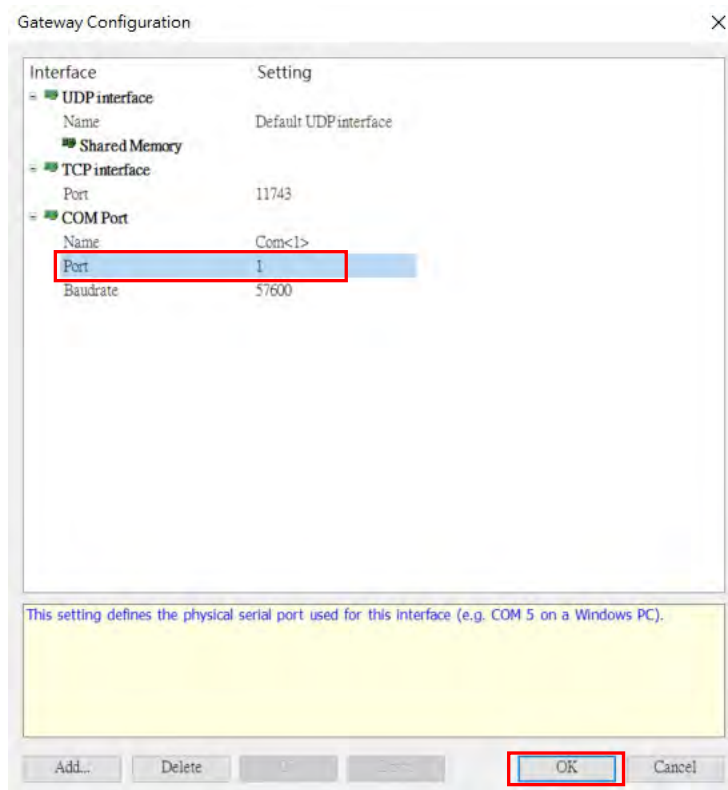 Gateway Configuration
Interface Setting
UDP interface
Name Default UDP interface
Shared Memory
TCP interface
Port 11743
COM Port
Name Com<1>
Port 1
Baudrate 57600
This setting defines the physical serial port used for this interface (e.g. COM 5 on a Windows PC).
Add... Delete OK Cancel